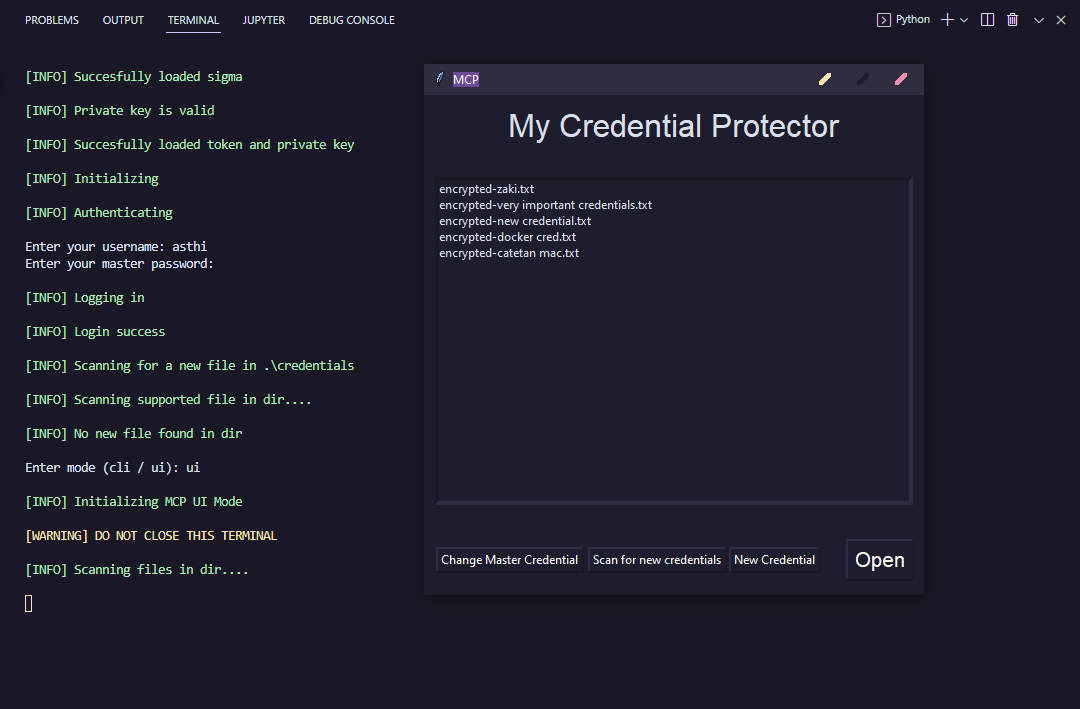 PROBLEMS OUTPUT TERMINAL JUPYTER DEBUG CONSOLE Python
[INFO] Succesfully loaded sigma
[INFO] Private key is valid
[INFO] Succesfully loaded token and private key
[INFO] Initializing
[INFO] Authenticating
Enter your username: asthi
Enter your master password:
[INFO] Logging in
[INFO] Login success
[INFO] Scanning for a new file in .\credentials
[INFO] Scanning supported file in dir....
[INFO] No new file found in dir
Enter mode (cli / ui): ui
[INFO] Initializing MCP UI Mode
[WARNING] DO NOT CLOSE THIS TERMINAL
[INFO] Scanning files in dir....
MCP
My Credential Protector
encrypted-zaki.txt
encrypted-very important credentials.txt
encrypted-new credential.txt
encrypted-docker cred.txt
encrypted-catetan mac.txt
Change Master Credential Scan for new credentials New Credential Open